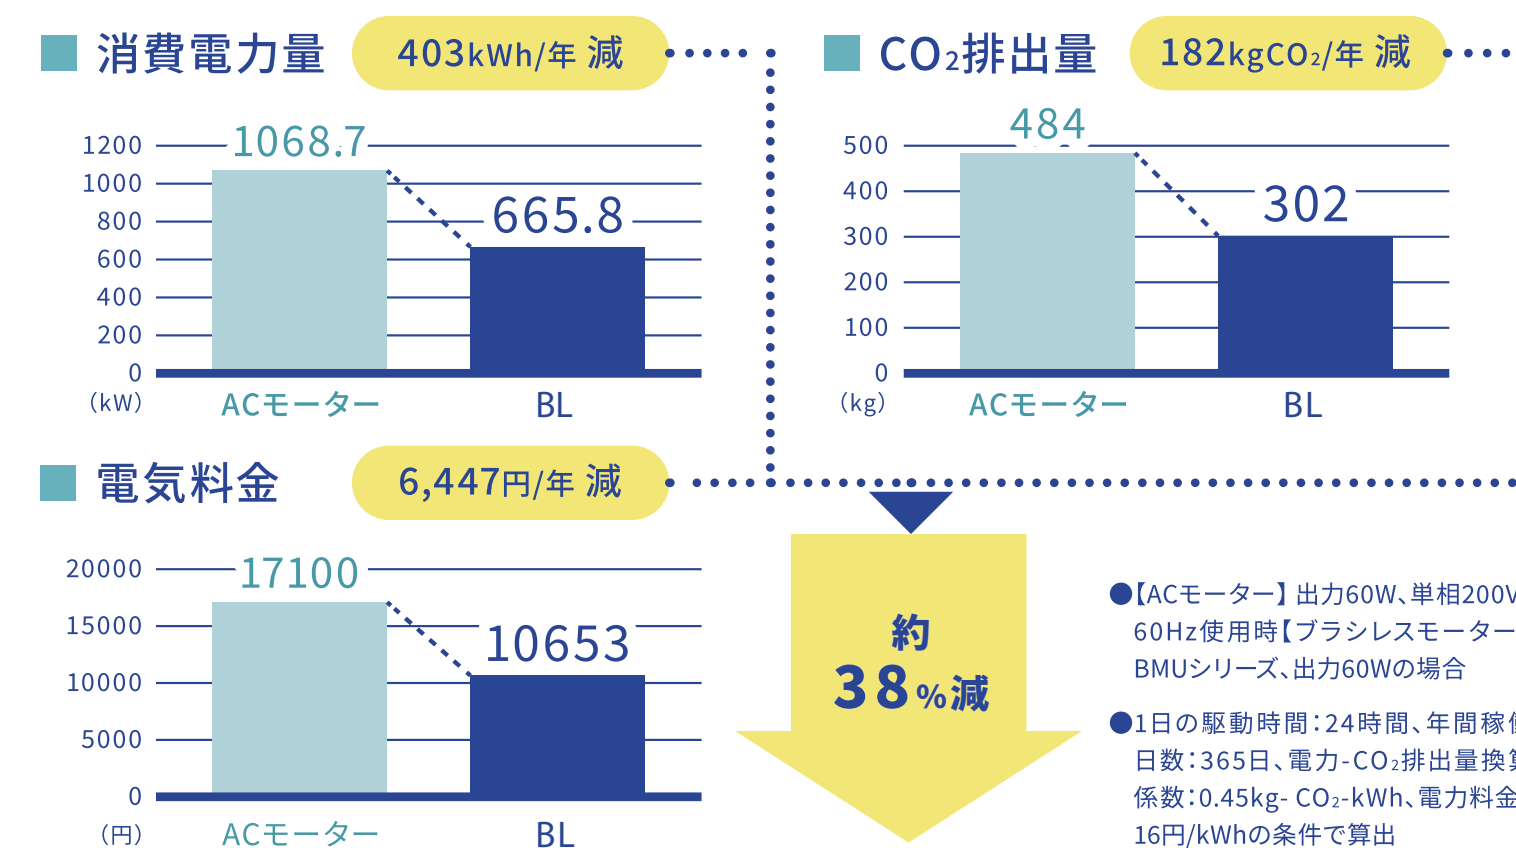 消費電力量
403kWh/年 減
1200
1000
800
600
400
200
0
（kW）
1068.7
665.8
ACモーター
BL
CO₂排出量
182kgCO₂/年 減
500
400
300
200
100
0
（kg）
484
302
ACモーター
BL
電気料金
6,447円/年 減
20000
15000
10000
5000
0
（円）
17100
10653
ACモーター
BL
約
38%減
●【ACモーター】出力60W、単相200V
60Hz使用時【ブラシレスモーター
BMUシリーズ、出力60Wの場合
●1日の駆動時間：24時間、年間稼働
日数：365日、電力-CO₂排出量換算
係数：0.45kg- CO₂-kWh、電力料金
16円/kWhの条件で算出